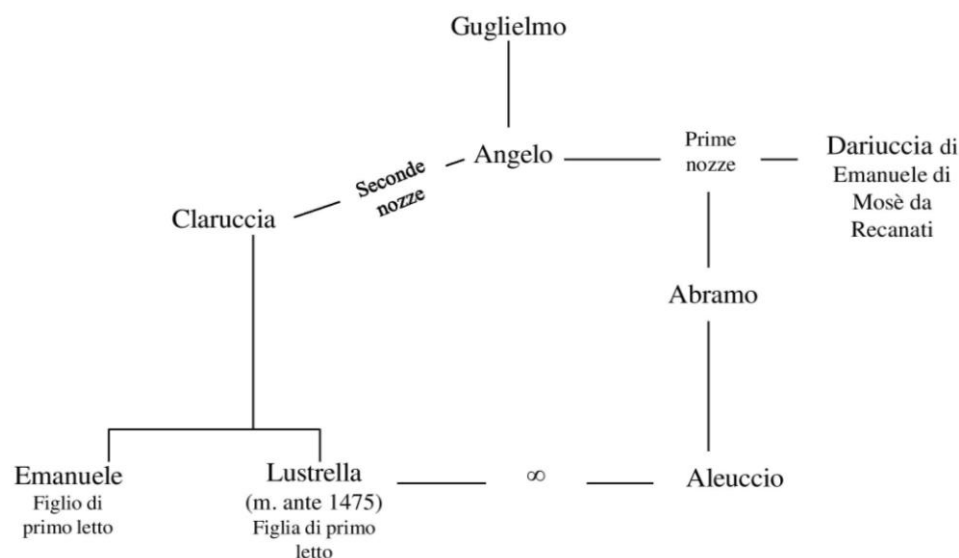 Guglielmo
Angelo
Prime
nozze
Dariuccia di
Emanuele di
Mosè da
Recanati
Seconde
nozze
Claruccia
Abramo
Emanuele
Figlio di
primo letto
Lustrella
(m. ante 1475)
Figlia di primo
letto
∞
Aleuccio